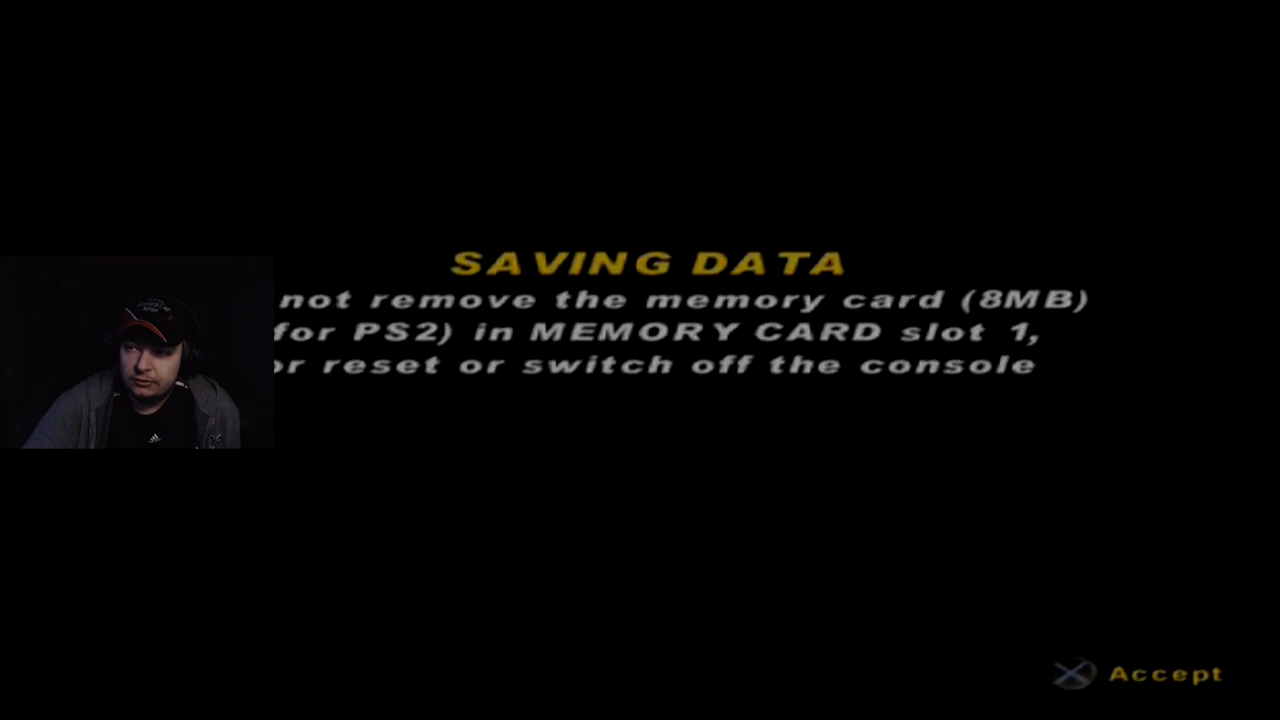 SAVING DATA
not remove the memory card (8MB)
for PS2) in MEMORY CARD slot 1,
or reset or switch off the console
Accept